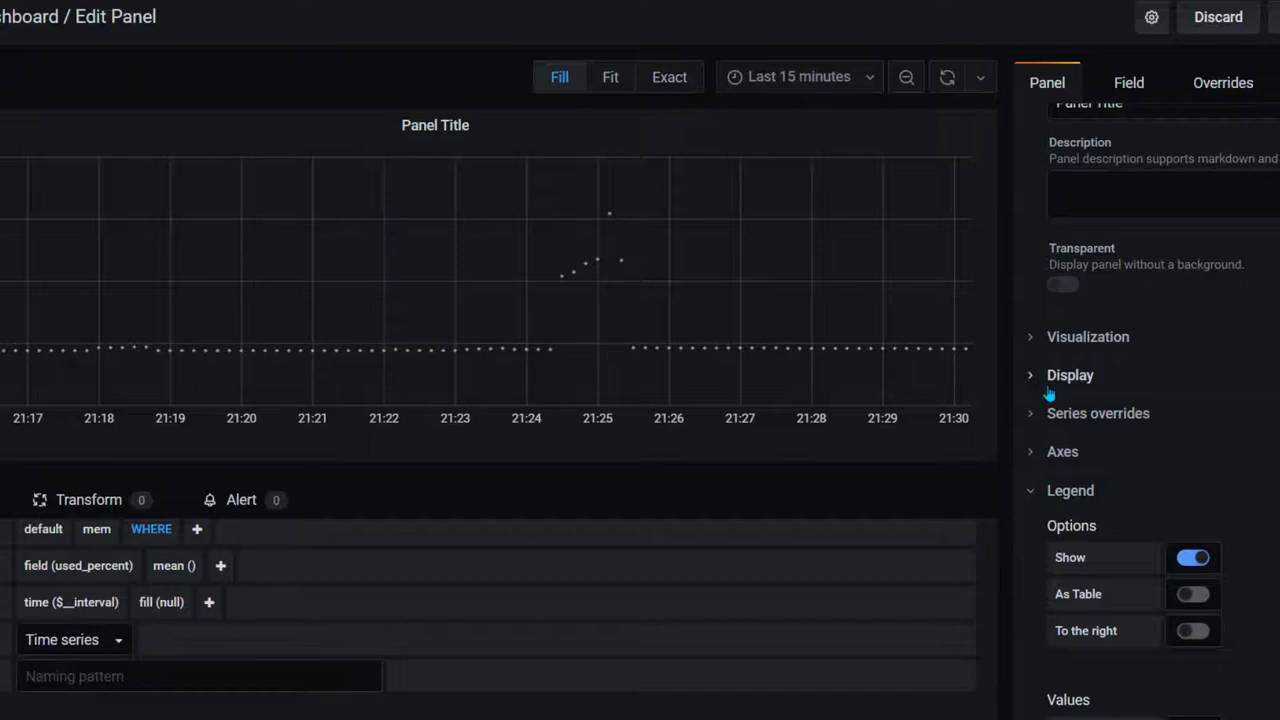 hboard / Edit Panel
Discard
Fill Fit Exact Last 15 minutes
Panel Field Overrides
Panel Title
Panel Title
Description
Panel description supports markdown and
Transparent
Display panel without a background.
Visualization
Display
Series overrides
21:17 21:18 21:19 21:20 21:21 21:22 21:23 21:24 21:25 21:26 21:27 21:28 21:29 21:30
Axes
Legend
Transform 0 Alert 0
Options
default mem WHERE +
Show
field (used_percent) mean () +
As Table
time ($__interval) fill (null) +
To the right
Time series
Naming pattern
Values